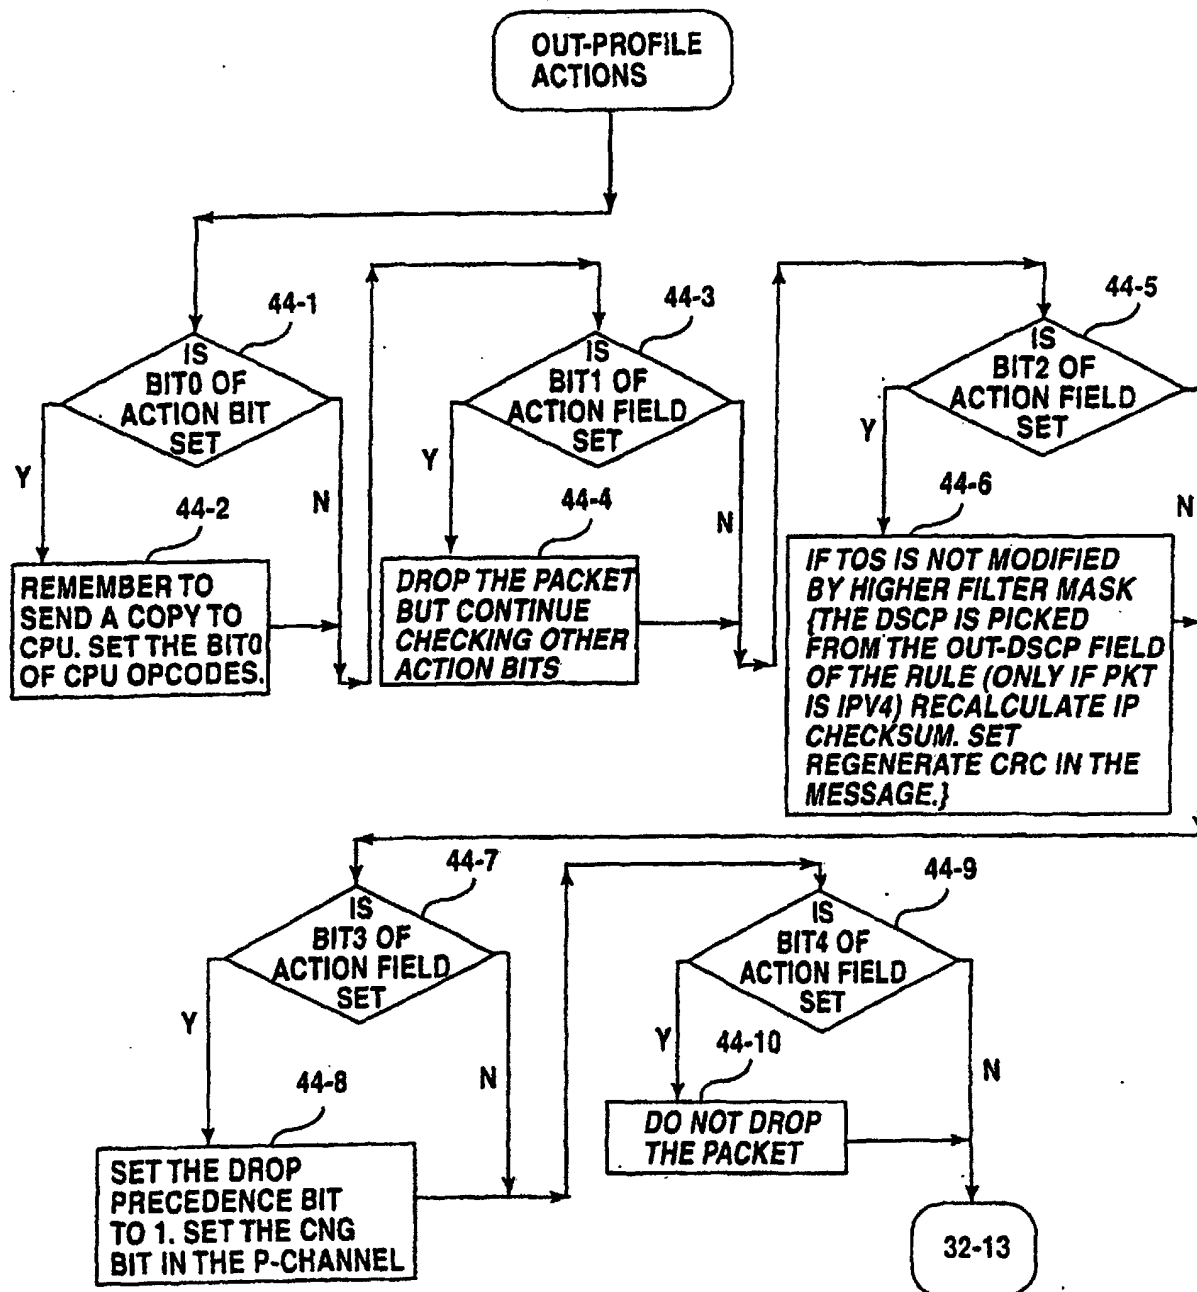 OUT-PROFILE
ACTIONS
44-1
IS
BIT0 OF
ACTION BIT
SET
Y
N
44-2
REMEMBER TO
SEND A COPY TO
CPU. SET THE BIT0
OF CPU OPCODES.
44-3
IS
BIT1 OF
ACTION FIELD
SET
Y
N
44-4
DROP THE PACKET
BUT CONTINUE
CHECKING OTHER
ACTION BITS
44-5
IS
BIT2 OF
ACTION FIELD
SET
Y
N
44-6
IF TOS IS NOT MODIFIED
BY HIGHER FILTER MASK
{THE DSCP IS PICKED
FROM THE OUT-DSCP FIELD
OF THE RULE (ONLY IF PKT
IS IPV4) RECALCULATE IP
CHECKSUM. SET
REGENERATE CRC IN THE
MESSAGE.}
44-7
IS
BIT3 OF
ACTION FIELD
SET
Y
N
44-8
SET THE DROP
PRECEDENCE BIT
TO 1. SET THE CNG
BIT IN THE P-CHANNEL
44-9
IS
BIT4 OF
ACTION FIELD
SET
Y
N
44-10
DO NOT DROP
THE PACKET
32-13